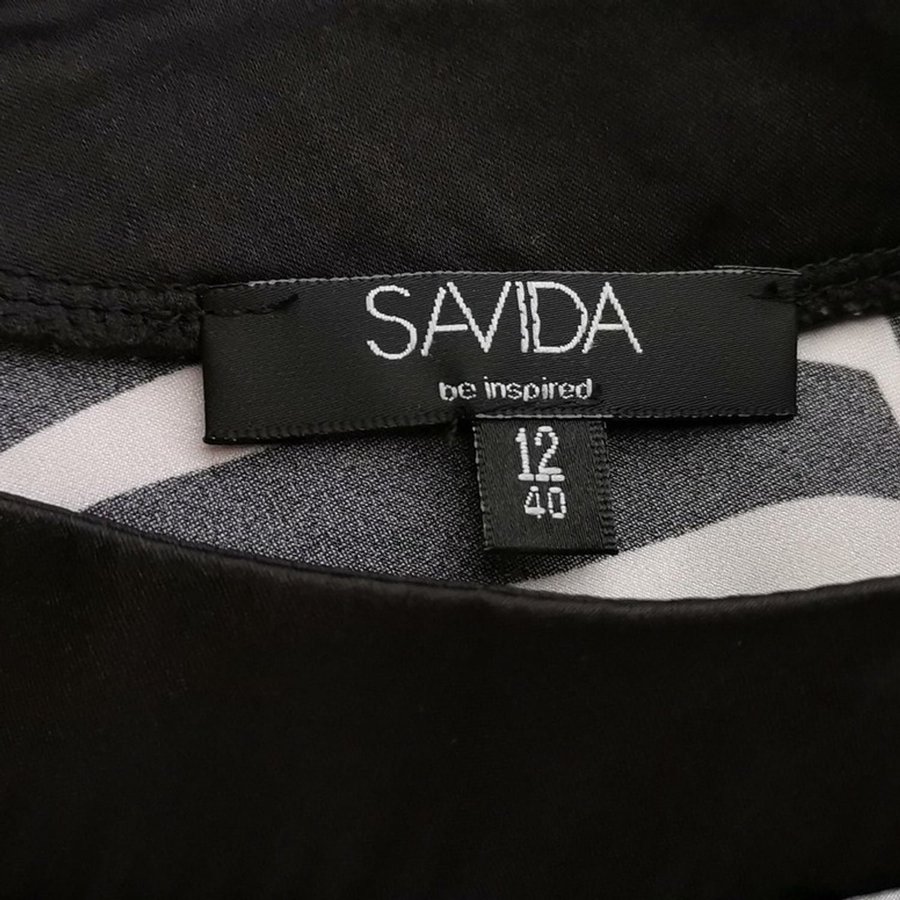 SAVIDA
be inspired
12
40